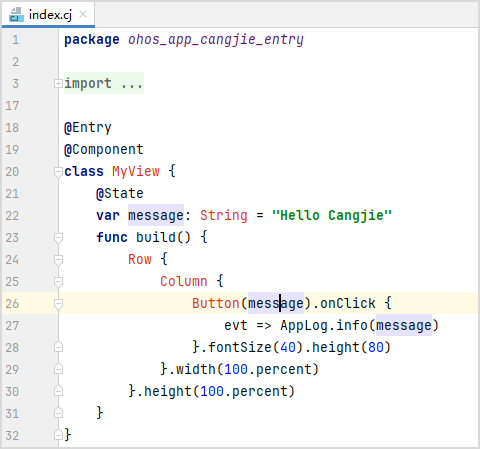 index.cj
1 package ohos_app_cangjie_entry
2
3 import ...
17
18 @Entry
19 @Component
20 class MyView {
21 @State
22 var message: String = "Hello Cangjie"
23 func build() {
24 Row {
25 Column {
26 Button(message).onClick {
27 evt => AppLog.info(message)
28 }.fontSize(40).height(80)
29 }.width(100.percent)
30 }.height(100.percent)
31 }
32 }